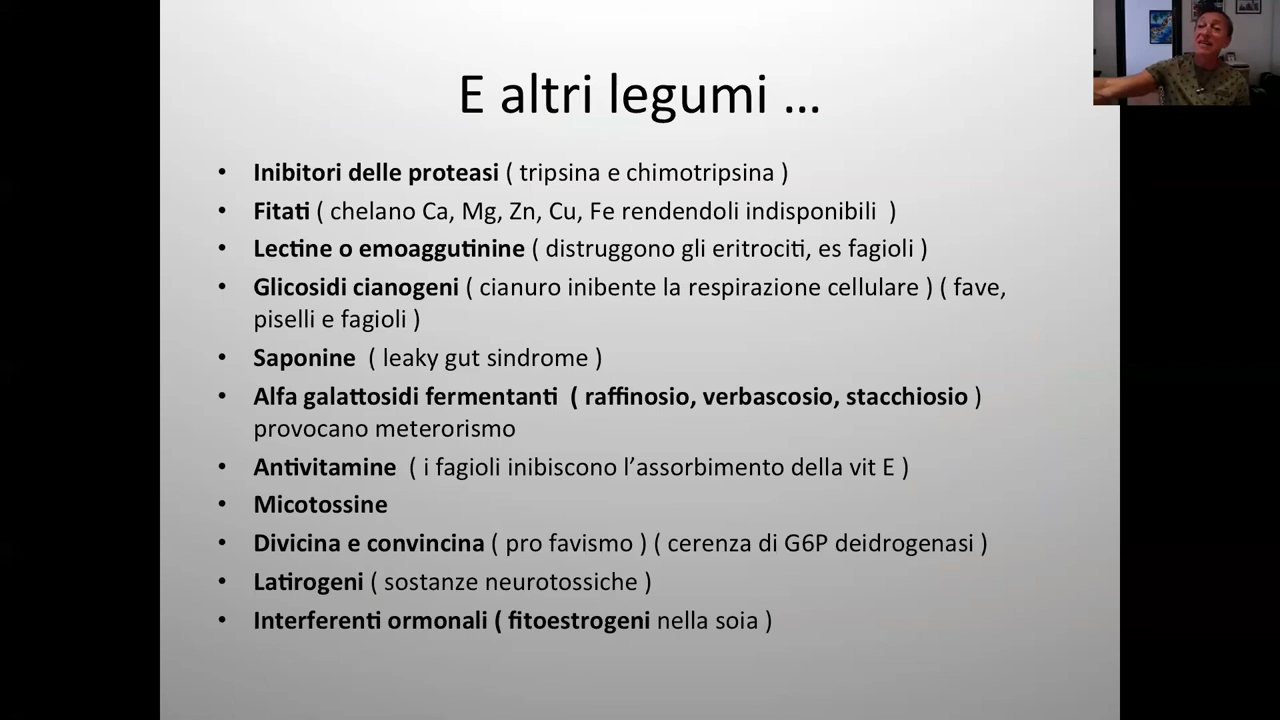 E altri legumi ...
• Inibitori delle proteasi ( tripsina e chimotripsina )
• Fitati ( chelano Ca, Mg, Zn, Cu, Fe rendendoli indisponibili )
• Lectine o emoaggutinine ( distruggono gli eritrociti, es fagioli )
• Glicosidi cianogeni ( cianuro inibente la respirazione cellulare ) ( fave,
piselli e fagioli )
• Saponine ( leaky gut sindrome )
• Alfa galattosidi fermentanti ( raffinosio, verbascosio, stacchiosio )
provocano meterorismo
• Antivitamine ( i fagioli inibiscono l’assorbimento della vit E )
• Micotossine
• Divicina e convincina ( pro favismo ) ( cerenza di G6P deidrogenasi )
• Latirogeni ( sostanze neurotossiche )
• Interferenti ormonali ( fitoestrogeni nella soia )